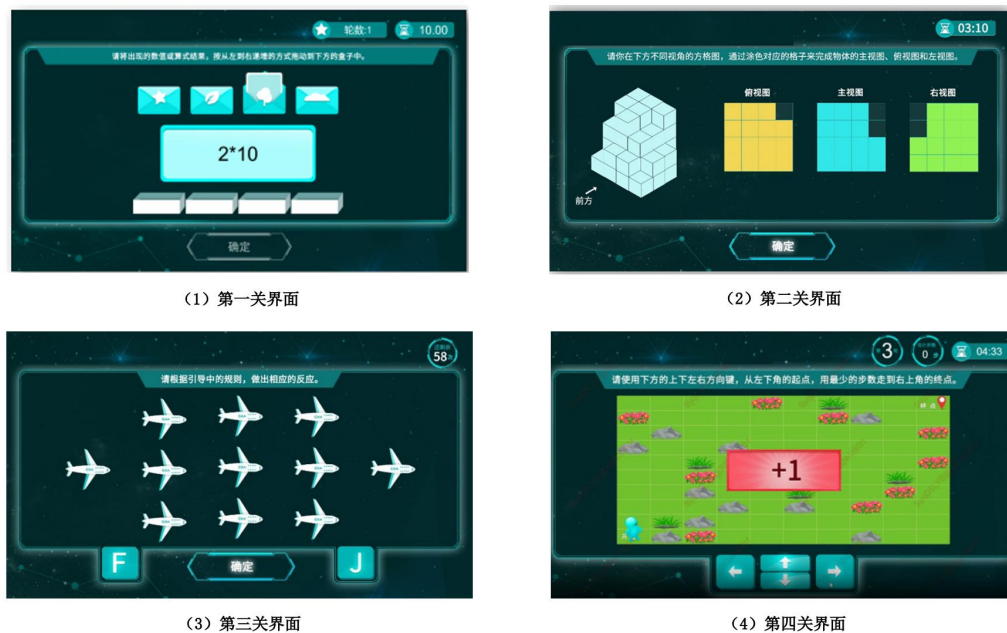 轮数:1
10.00
请将出现的数值或算式结果，按从左到右递增的方式拖动到下方的盒子中。
2*10
确定
（1）第一关界面
03:10
请你在下方不同视角的方格图，通过涂色对应的格子来完成物体的主视图、俯视图和左视图。
俯视图
主视图
右视图
前方
确定
（2）第二关界面
58
请根据引导中的规则，做出相应的反应。
F
确定
J
（3）第三关界面
3
0
04:33
请使用下方的上下左右方向键，从左下角的起点，用最少的步数走到右上角的终点。
终点
+1
（4）第四关界面